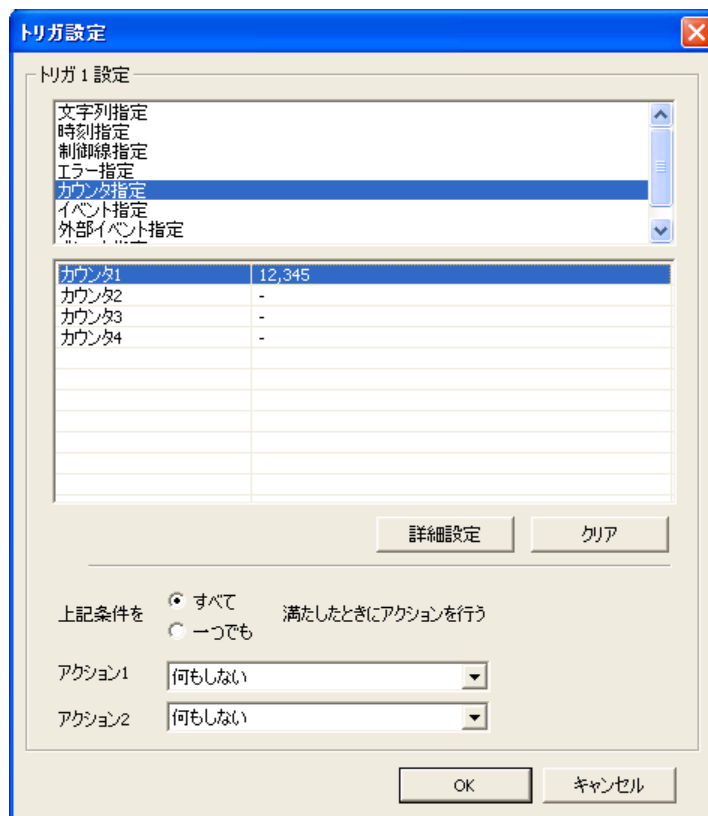 トリガ設定
トリガ 1 設定
文字列指定
時刻指定
制御線指定
エラー指定
カウンタ指定
イベント指定
外部イベント指定
カウンタ1 12,345
カウンタ2 -
カウンタ3 -
カウンタ4 -
詳細設定 クリア
上記条件を すべて 満たしたときにアクションを行う
一つでも
アクション1 何もしない
アクション2 何もしない
OK キャンセル